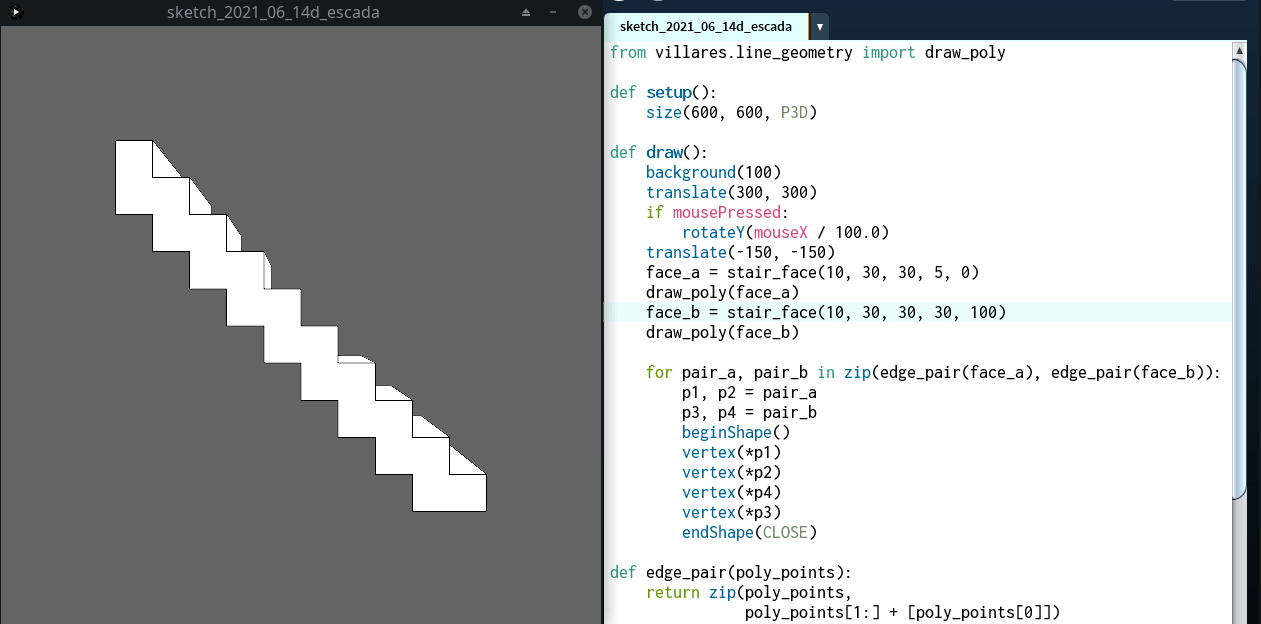 sketch_2021_06_14d_escada
sketch_2021_06_14d_escada
from villares.line_geometry import draw_poly
def setup():
    size(600, 600, P3D)
def draw():
    background(100)
    translate(300, 300)
    if mousePressed:
        rotateY(mouseX / 100.0)
    translate(-150, -150)
    face_a = stair_face(10, 30, 30, 5, 0)
    draw_poly(face_a)
    face_b = stair_face(10, 30, 30, 30, 100)
    draw_poly(face_b)
    for pair_a, pair_b in zip(edge_pair(face_a), edge_pair(face_b)):
        p1, p2 = pair_a
        p3, p4 = pair_b
        beginShape()
        vertex(*p1)
        vertex(*p2)
        vertex(*p4)
        vertex(*p3)
        endShape(CLOSE)
def edge_pair(poly_points):
    return zip(poly_points,
               poly_points[1:] + [poly_points[0]])